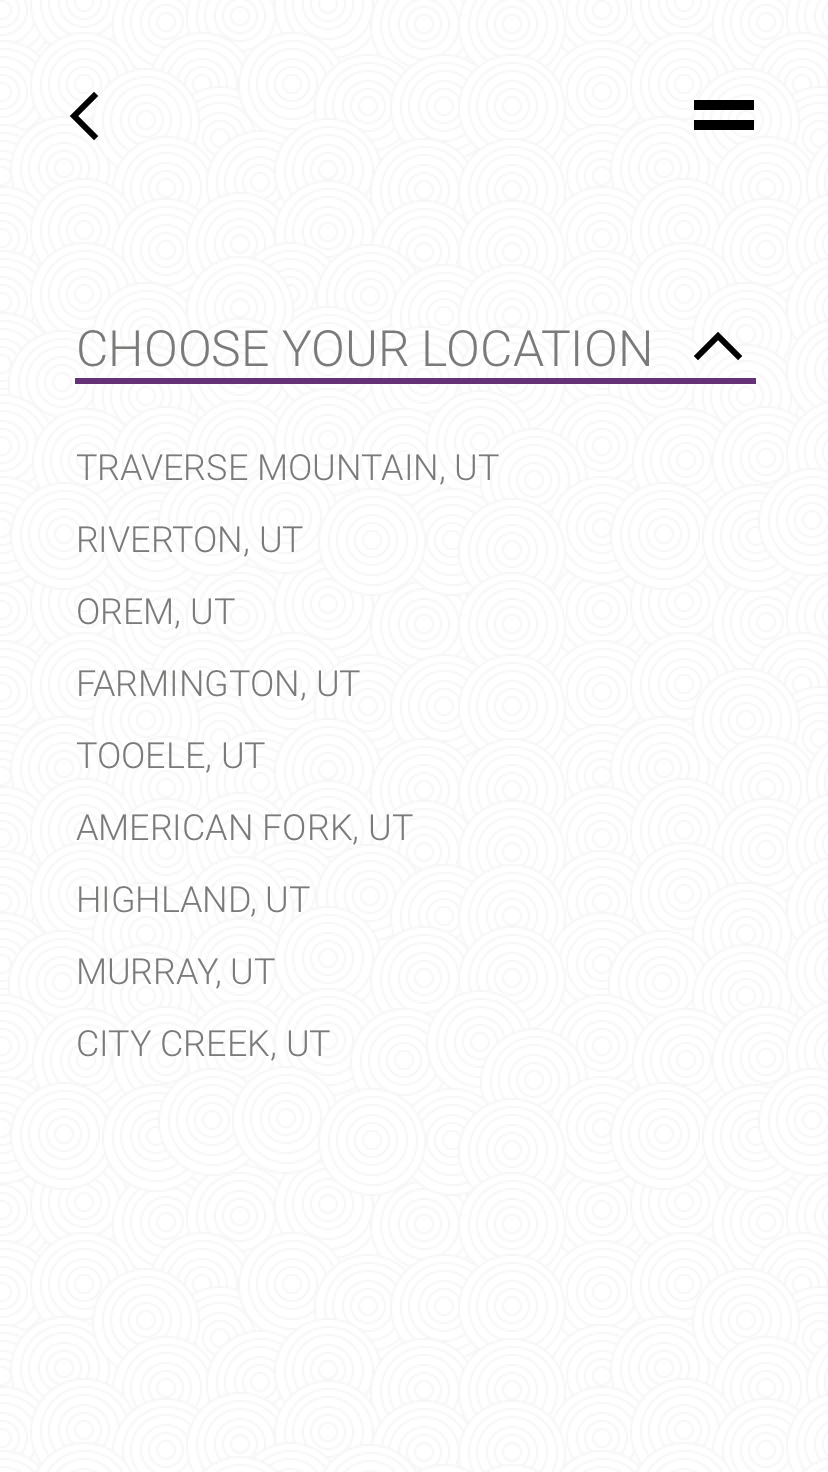 CHOOSE YOUR LOCATION
TRAVERSE MOUNTAIN, UT
RIVERTON, UT
OREM, UT
FARMINGTON, UT
TOOELE, UT
AMERICAN FORK, UT
HIGHLAND, UT
MURRAY, UT
CITY CREEK, UT